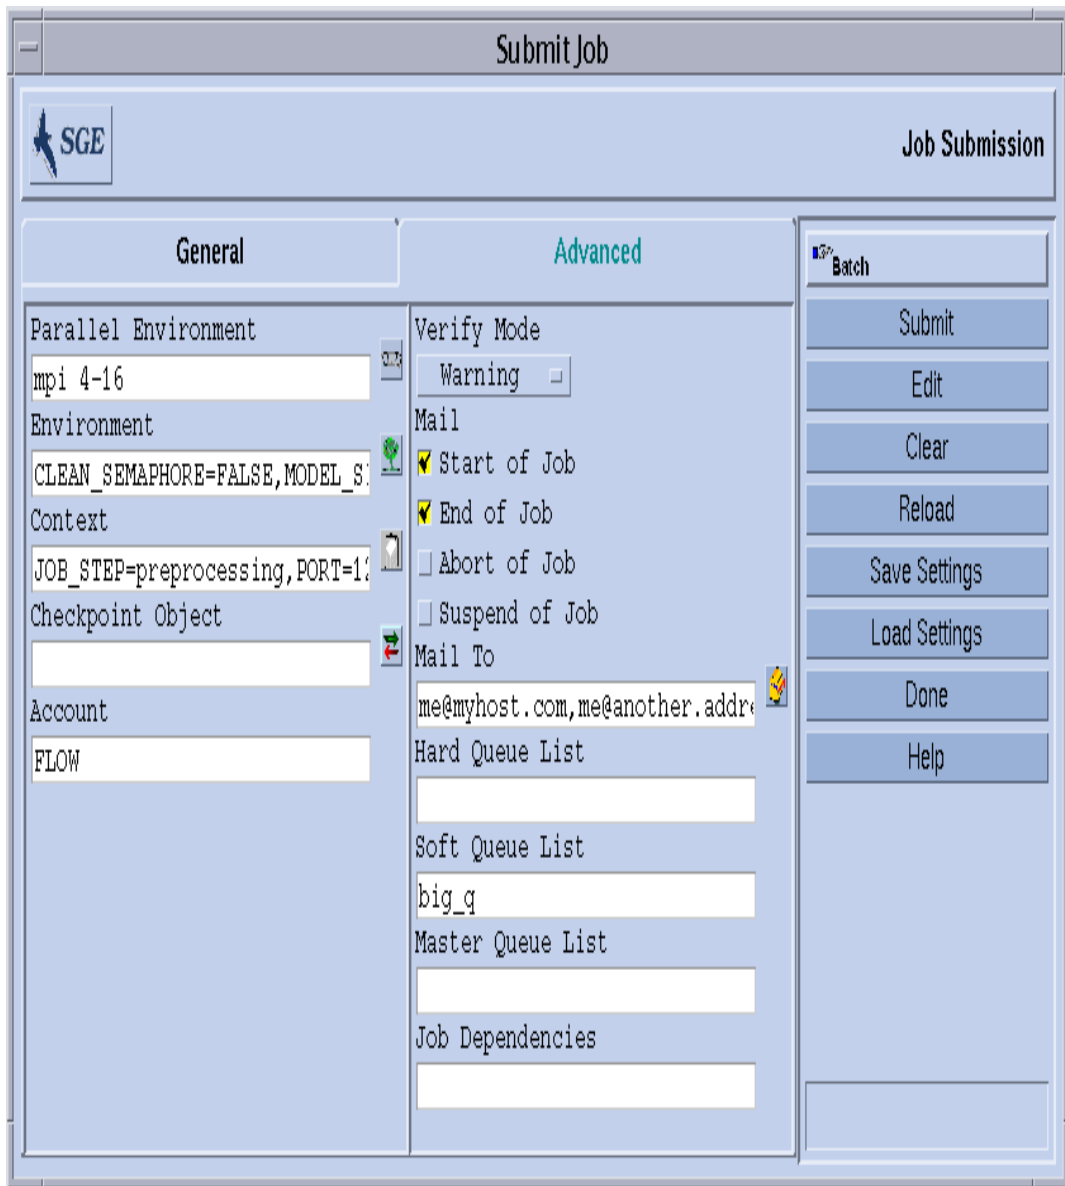 Submit Job
SGE
Job Submission
General
Advanced
Parallel Environment
mpi 4-16
Environment
CLEAN_SEMAPHORE=FALSE,MODEL_S
Context
JOB_STEP=preprocessing,PORT=12
Checkpoint Object
Account
FLOW
Verify Mode
Warning
Mail
Start of Job
End of Job
Abort of Job
Suspend of Job
Mail To
me@myhost.com,me@another.addre
Hard Queue List
Soft Queue List
big_q
Master Queue List
Job Dependencies
Batch
Submit
Edit
Clear
Reload
Save Settings
Load Settings
Done
Help